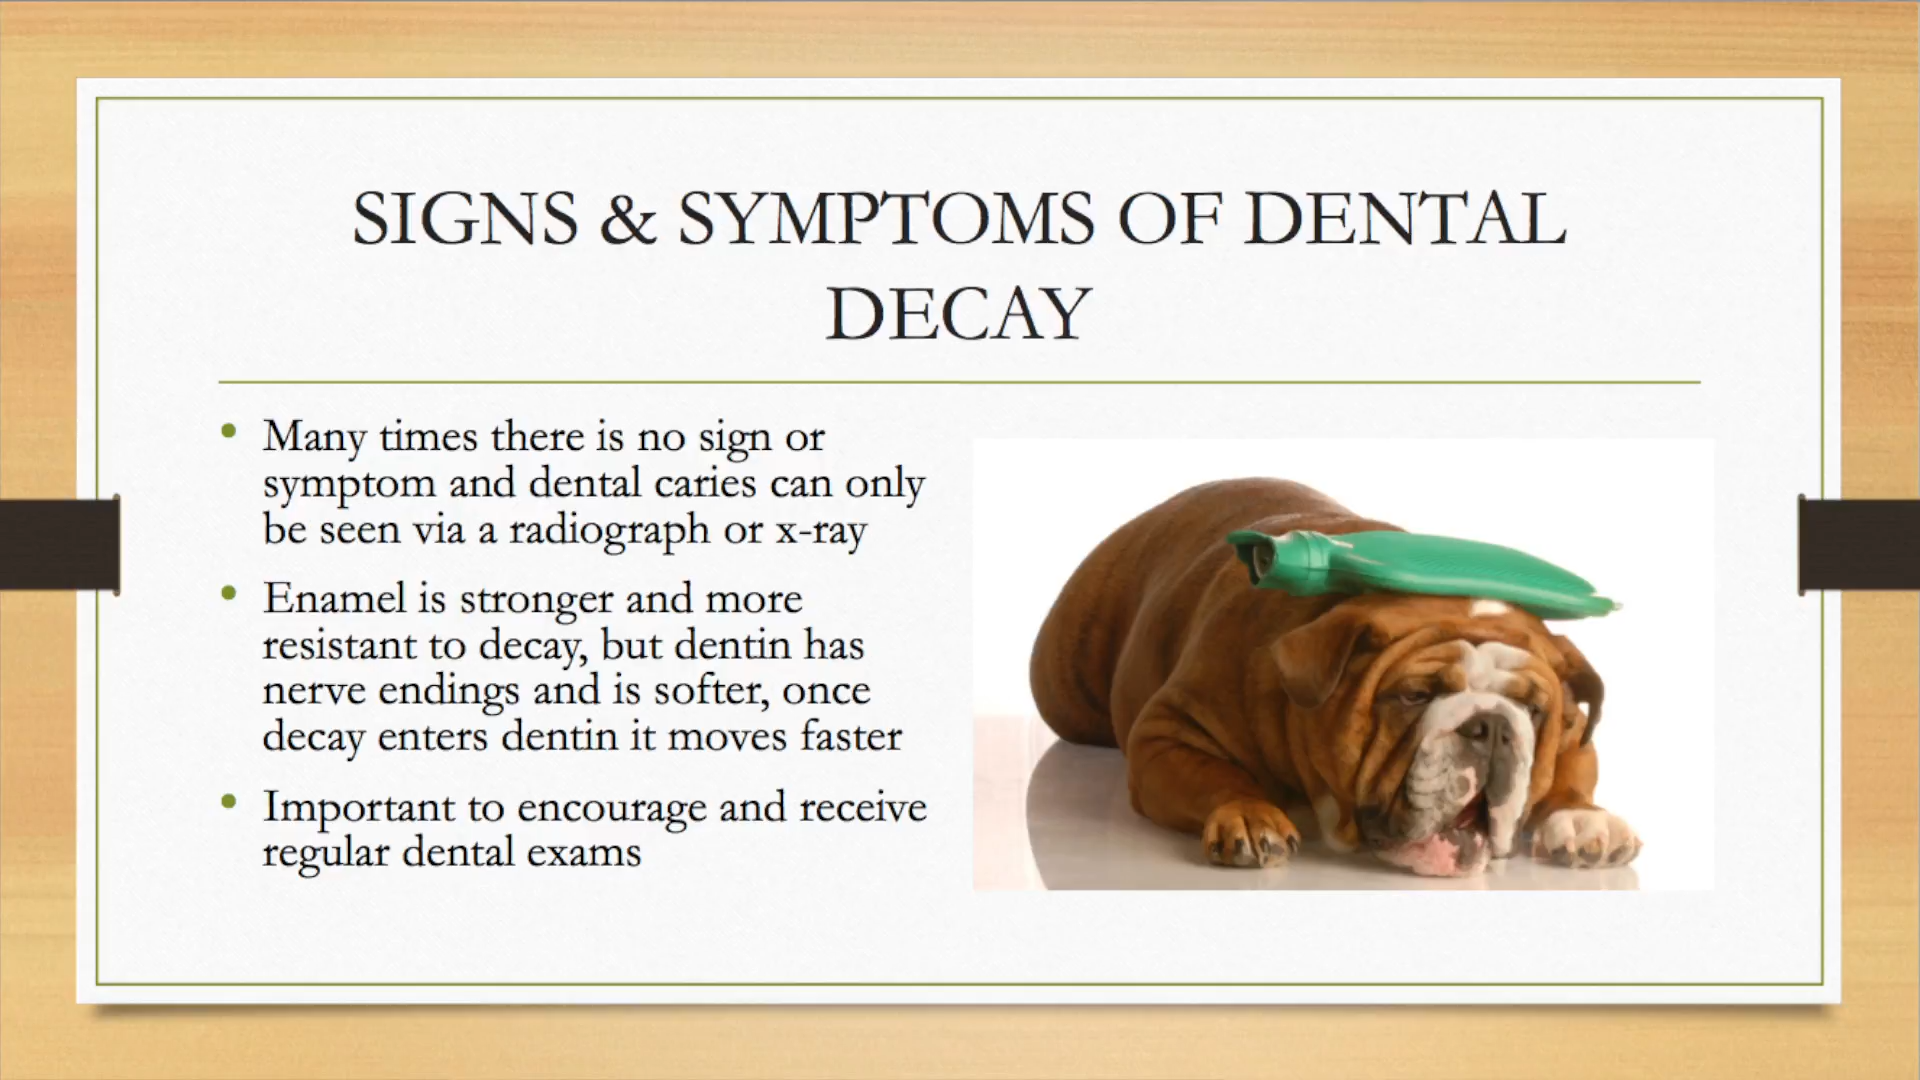 SIGNS & SYMPTOMS OF DENTAL
DECAY
• Many times there is no sign or
symptom and dental caries can only
be seen via a radiograph or x-ray
• Enamel is stronger and more
resistant to decay, but dentin has
nerve endings and is softer, once
decay enters dentin it moves faster
• Important to encourage and receive
regular dental exams